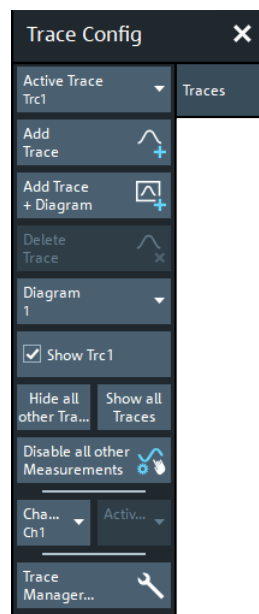 Trace Config
Active Trace
Trc1
Traces
Add
Trace
Add Trace
+ Diagram
Delete
Trace
Diagram
1
Show Trc1
Hide all
other Tra...
Show all
Traces
Disable all other
Measurements
Cha...
Ch1
Activ...
Trace
Manager...